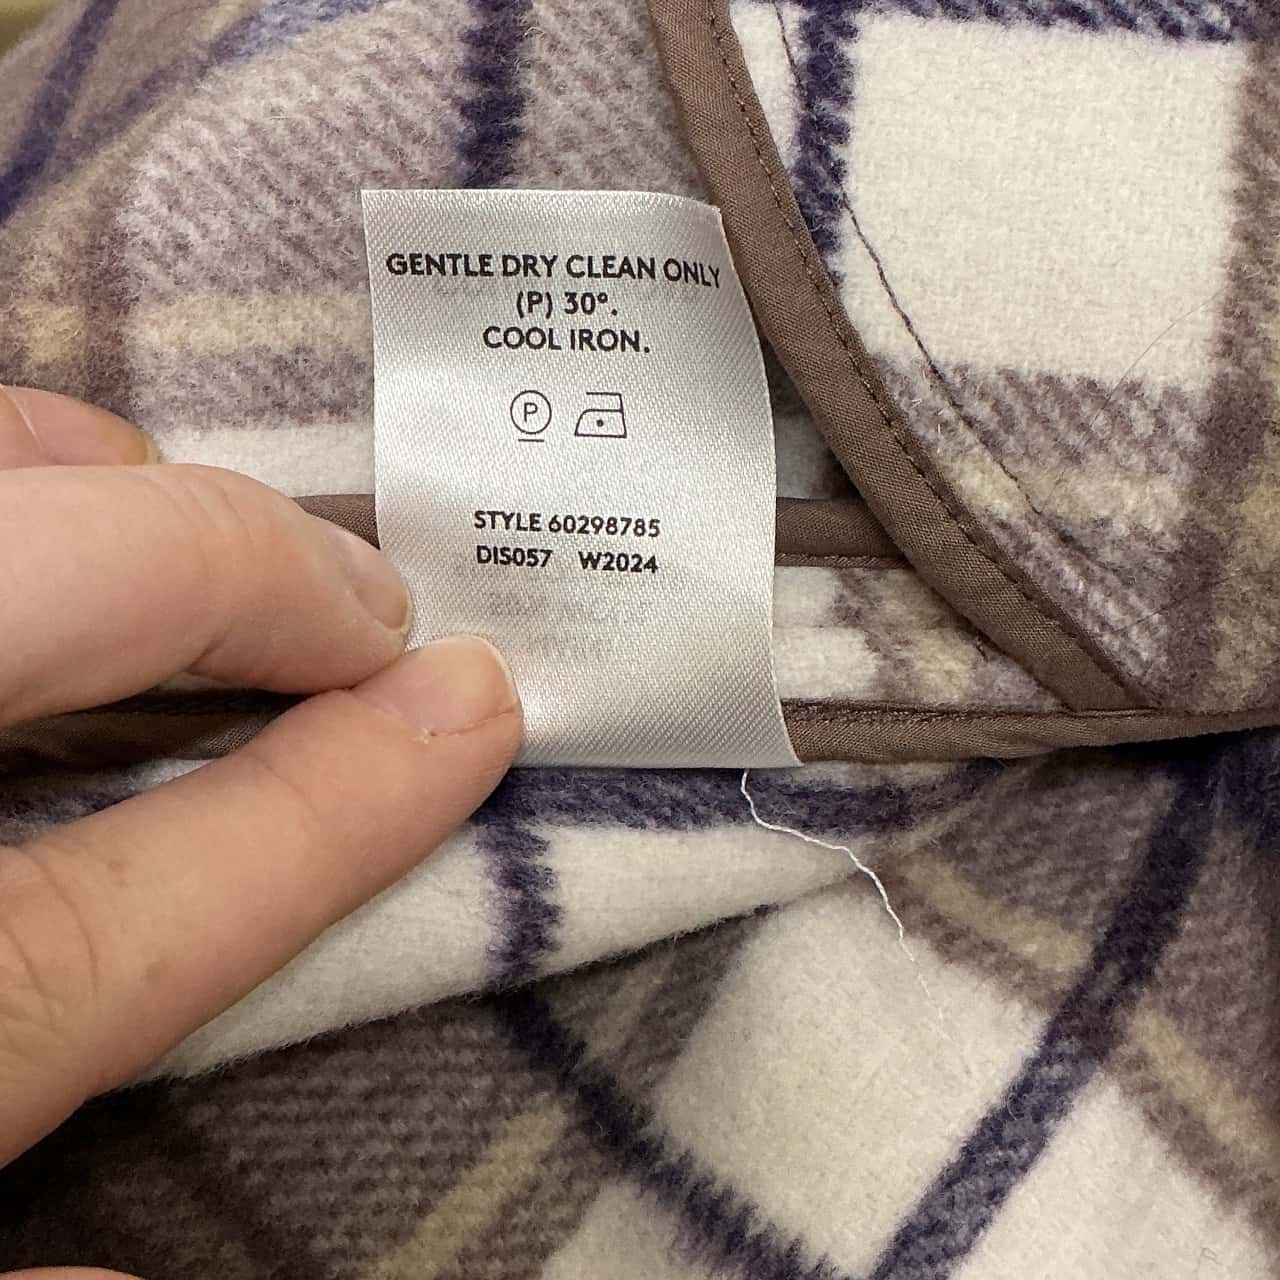 GENTLE DRY CLEAN ONLY
(P) 30°.
COOL IRON.
P
STYLE 60298785
DIS057 W2024